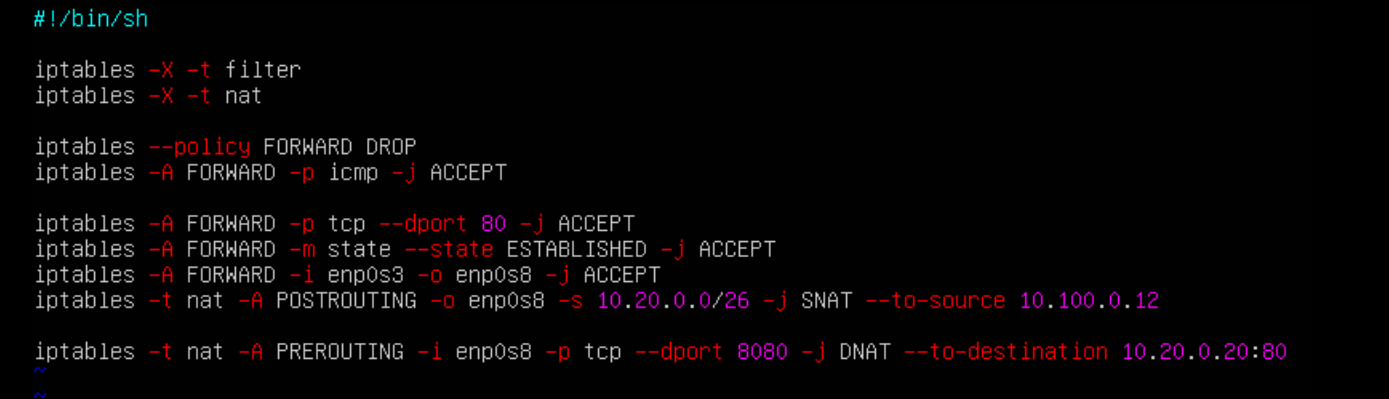 #!/bin/sh
iptables -X -t filter
iptables -X -t nat
iptables --policy FORWARD DROP
iptables -A FORWARD -p icmp -j ACCEPT
iptables -A FORWARD -p tcp --dport 80 -j ACCEPT
iptables -A FORWARD -m state --state ESTABLISHED -j ACCEPT
iptables -A FORWARD -i enp0s3 -o enp0s8 -j ACCEPT
iptables -t nat -A POSTROUTING -o enp0s8 -s 10.20.0.0/26 -j SNAT --to-source 10.100.0.12
iptables -t nat -A PREROUTING -i enp0s8 -p tcp --dport 8080 -j DNAT --to-destination 10.20.0.20:80
~
~